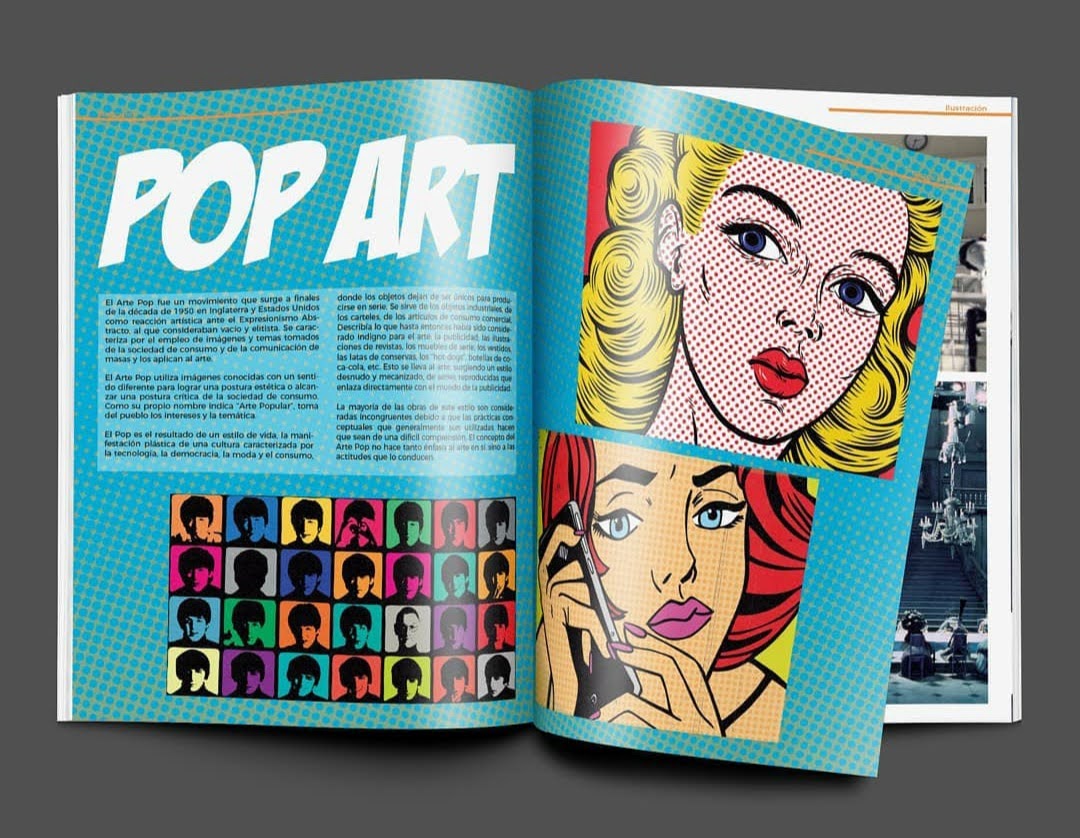 POP ART
El Arte Pop fue un movimiento que surge a finales
de la década de 1950 en Inglaterra y Estados Unidos
como reacción artística ante el Expresionismo Abs-
tracto, al que consideraban vacío y elitista. Se carac-
teriza por el empleo de imágenes y temas tomados
de la sociedad de consumo y de la comunicación de
masas y los aplican al arte.
El Arte Pop utiliza imágenes conocidas con un senti-
do diferente para lograr una postura estética o alcan-
zar una postura crítica de la sociedad de consumo.
Como su propio nombre indica "Arte Popular", toma
del pueblo los intereses y la temática.
El Pop es el resultado de un estilo de vida, la mani-
festación plástica de una cultura caracterizada por
la tecnología, la democracia, la moda y el consumo,
donde los objetos dejan de ser únicos para produ-
cirse en serie. Se sirve de los objetos industriales, de
los carteles, de los artículos de consumo comercial.
Describía lo que hasta entonces había sido conside-
rado indigno para el arte: la publicidad, las ilustra-
ciones de revistas, los muebles de serie, los vestidos,
las latas de conservas, los "hot-dogs", botellas de co-
ca-cola, etc. Esto se lleva al arte, surgiendo un estilo
desnudo y mecanizado, de series reproducidas que
enlaza directamente con el mundo de la publicidad.
La mayoría de las obras de este estilo son conside-
radas incongruentes debido a que las prácticas con-
ceptuales que generalmente son utilizadas hacen
que sean de una difícil comprensión. El concepto del
Arte Pop no hace tanto énfasis al arte en si sino a las
actitudes que lo conducen.
Ilustración